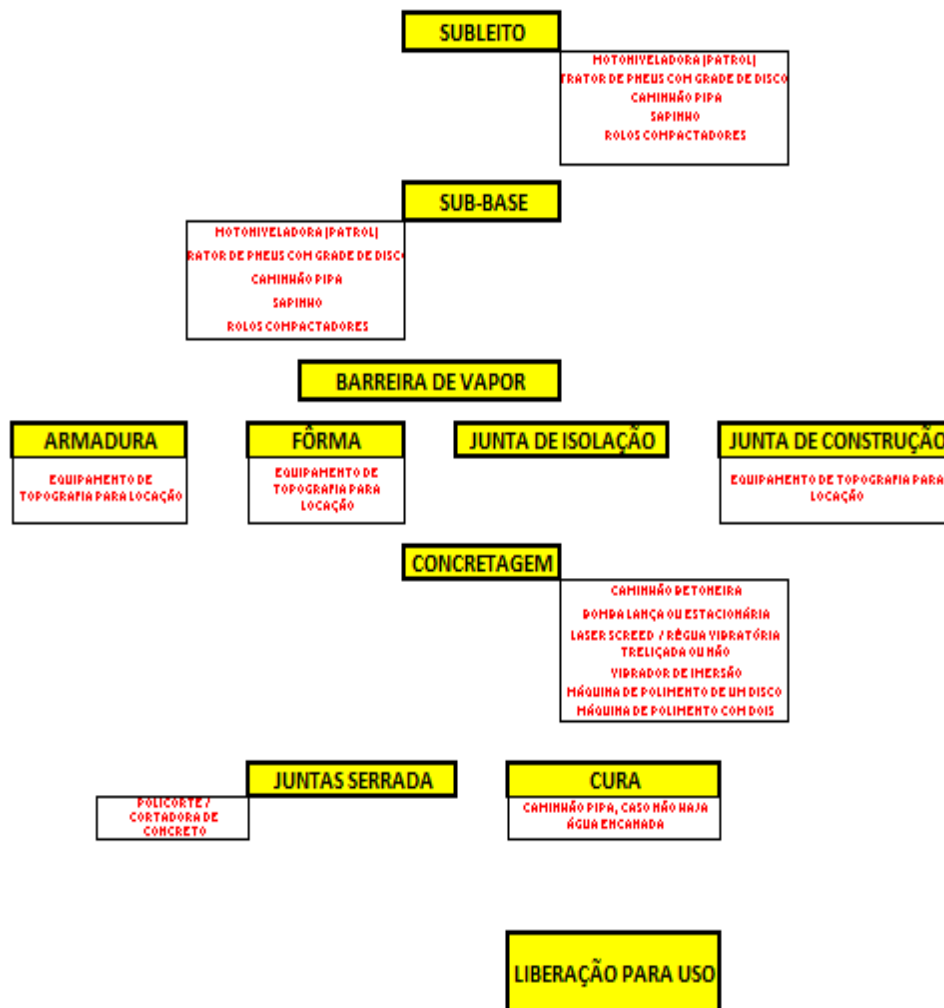 SUBLEITO
MOTONIVELADORA (PATROL)
TRATOR DE PNEUS COM GRADE DE DISCO
CAMINHÃO PIPA
SAPINHO
ROLOS COMPACTADORES
SUB-BASE
MOTONIVELADORA (PATROL)
RATOR DE PNEUS COM GRADE DE DISCO
CAMINHÃO PIPA
SAPINHO
ROLOS COMPACTADORES
BARREIRA DE VAPOR
ARMADURA
EQUIPAMENTO DE
TOPOGRAFIA PARA LOCAÇÃO
FÔRMA
EQUIPAMENTO DE
TOPOGRAFIA PARA
LOCAÇÃO
JUNTA DE ISOLAÇÃO
JUNTA DE CONSTRUÇÃO
EQUIPAMENTO DE TOPOGRAFIA PARA
LOCAÇÃO
CONCRETAGEM
CAMINHÃO BETONEIRA
BOMBA LANÇA OU ESTACIONÁRIA
LASER SCREED / RÉGUA VIBRATÓRIA
TRELIÇADA OU NÃO
VIBRADOR DE IMERSÃO
MÁQUINA DE POLIMENTO DE UM DISCO
MÁQUINA DE POLIMENTO COM DOIS
JUNTAS SERRADA
POLICORTE /
CORTADORA DE
CONCRETO
CURA
CAMINHÃO PIPA, CASO NÃO HAJA
ÁGUA ENCANADA
LIBERAÇÃO PARA USO